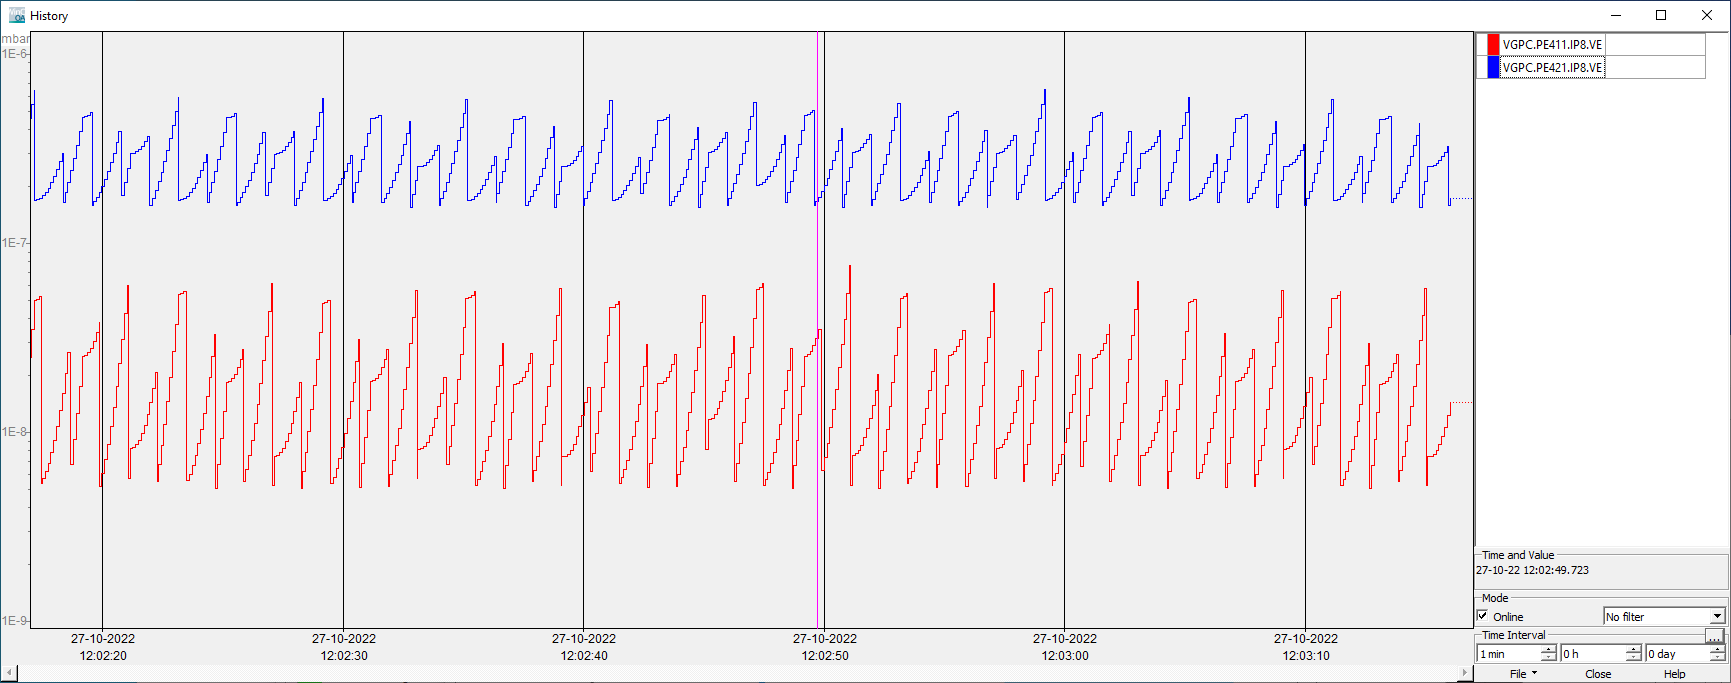 History
mbar
1E-6
1E-7
1E-8
1E-9
27-10-2022
12:02:20
27-10-2022
12:02:30
27-10-2022
12:02:40
27-10-2022
12:02:50
27-10-2022
12:03:00
27-10-2022
12:03:10
VGPC.PE411.IP8.VE
VGPC.PE421.IP8.VE
Time and Value
27-10-22 12:02:49.723
Mode
Online
No filter
Time Interval
...
1 min
0 h
0 day
File
Close
Help